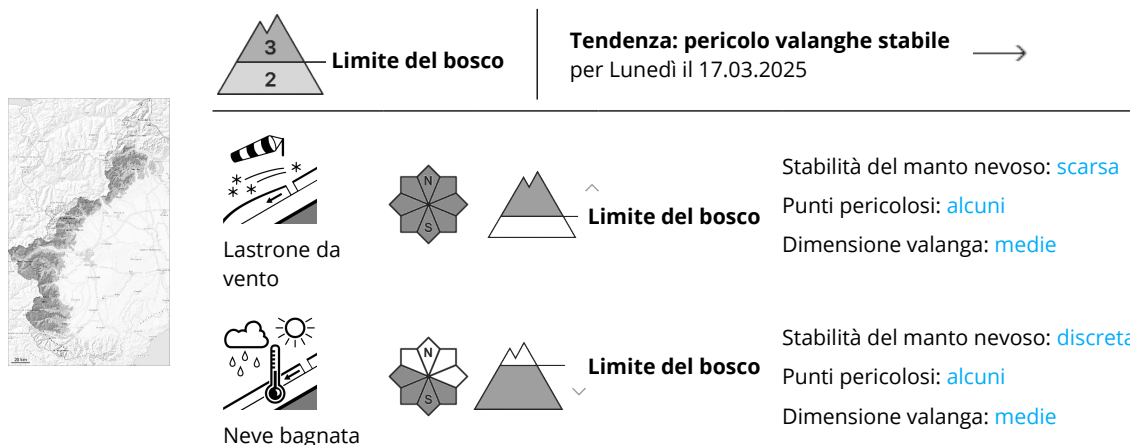 3
2
Limite del bosco
Tendenza: pericolo valanghe stabile
per Lunedì il 17.03.2025
20 km
N
S
Limite del bosco
Stabilità del manto nevoso: scarsa
Punti pericolosi: alcuni
Dimensione valanga: medie
Lastrone da
vento
N
S
Limite del bosco
Stabilità del manto nevoso: discreta
Punti pericolosi: alcuni
Dimensione valanga: medie
Neve bagnata